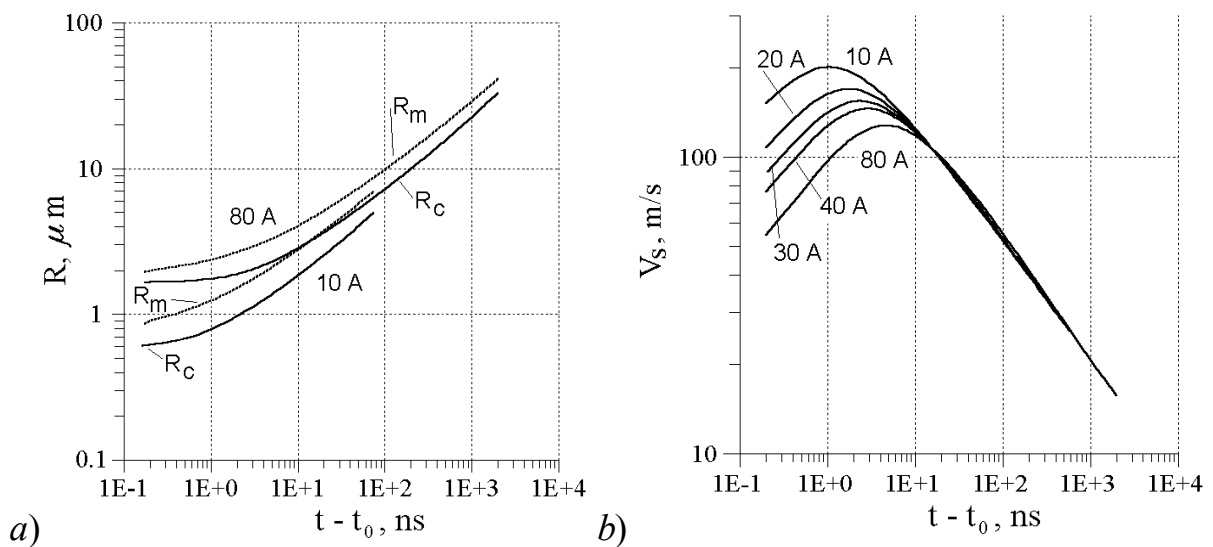 100
10
1
0.1
R, μm
80 A
10 A
R_m
R_c
R_m
R_c
1E-1 1E+0 1E+1 1E+2 1E+3 1E+4
t - t₀, ns
a)
100
10
V_s, m/s
20 A
10 A
80 A
40 A
30 A
1E-1 1E+0 1E+1 1E+2 1E+3 1E+4
t - t₀, ns
b)